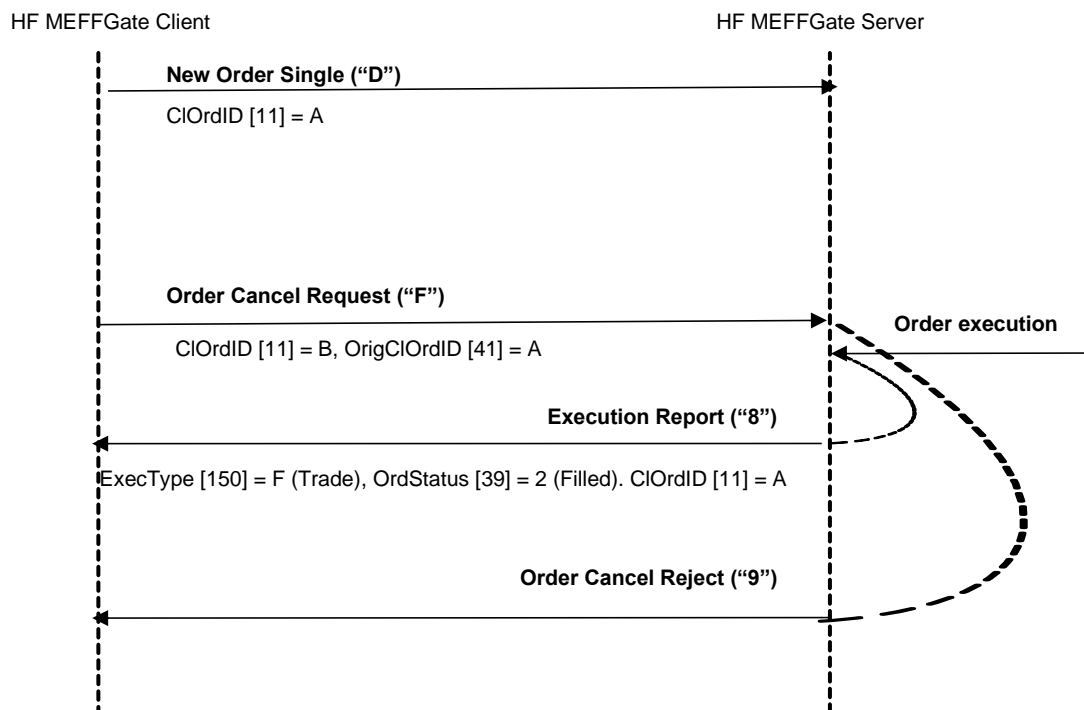 HF MEFFGate Client
HF MEFFGate Server
New Order Single (“D”)
ClOrdID [11] = A
Order Cancel Request (“F”)
Order execution
ClOrdID [11] = B, OrigClOrdID [41] = A
Execution Report (“8”)
ExecType [150] = F (Trade), OrdStatus [39] = 2 (Filled). ClOrdID [11] = A
Order Cancel Reject (“9”)